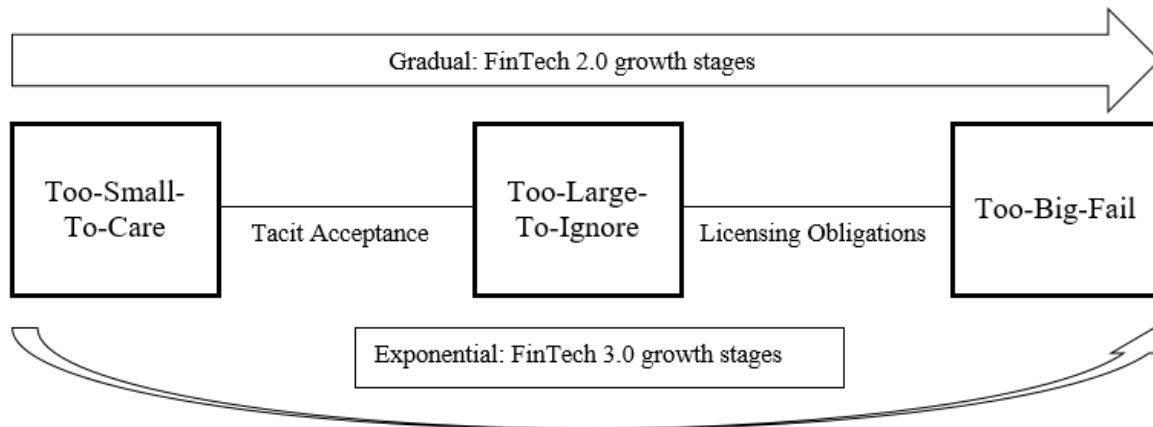 Gradual: FinTech 2.0 growth stages
Too-Small-
To-Care
Tacit Acceptance
Too-Large-
To-Ignore
Licensing Obligations
Too-Big-Fail
Exponential: FinTech 3.0 growth stages